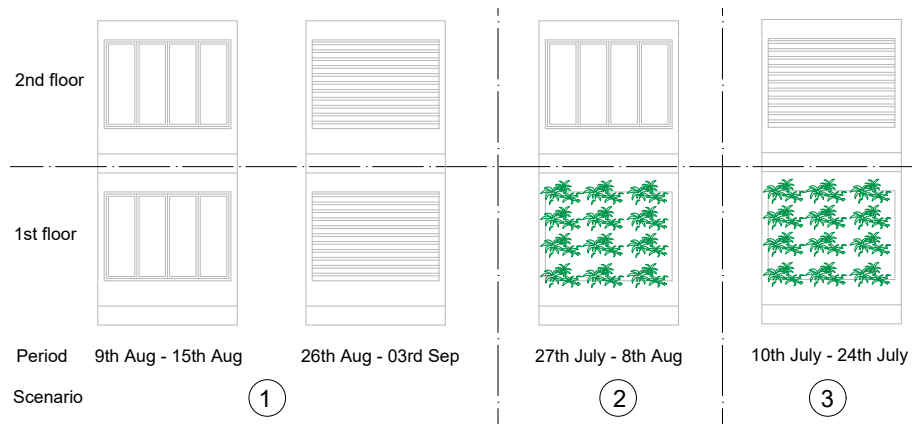 2nd floor
1st floor
Period 9th Aug - 15th Aug 26th Aug - 03rd Sep 27th July - 8th Aug 10th July - 24th July
Scenario 1 2 3